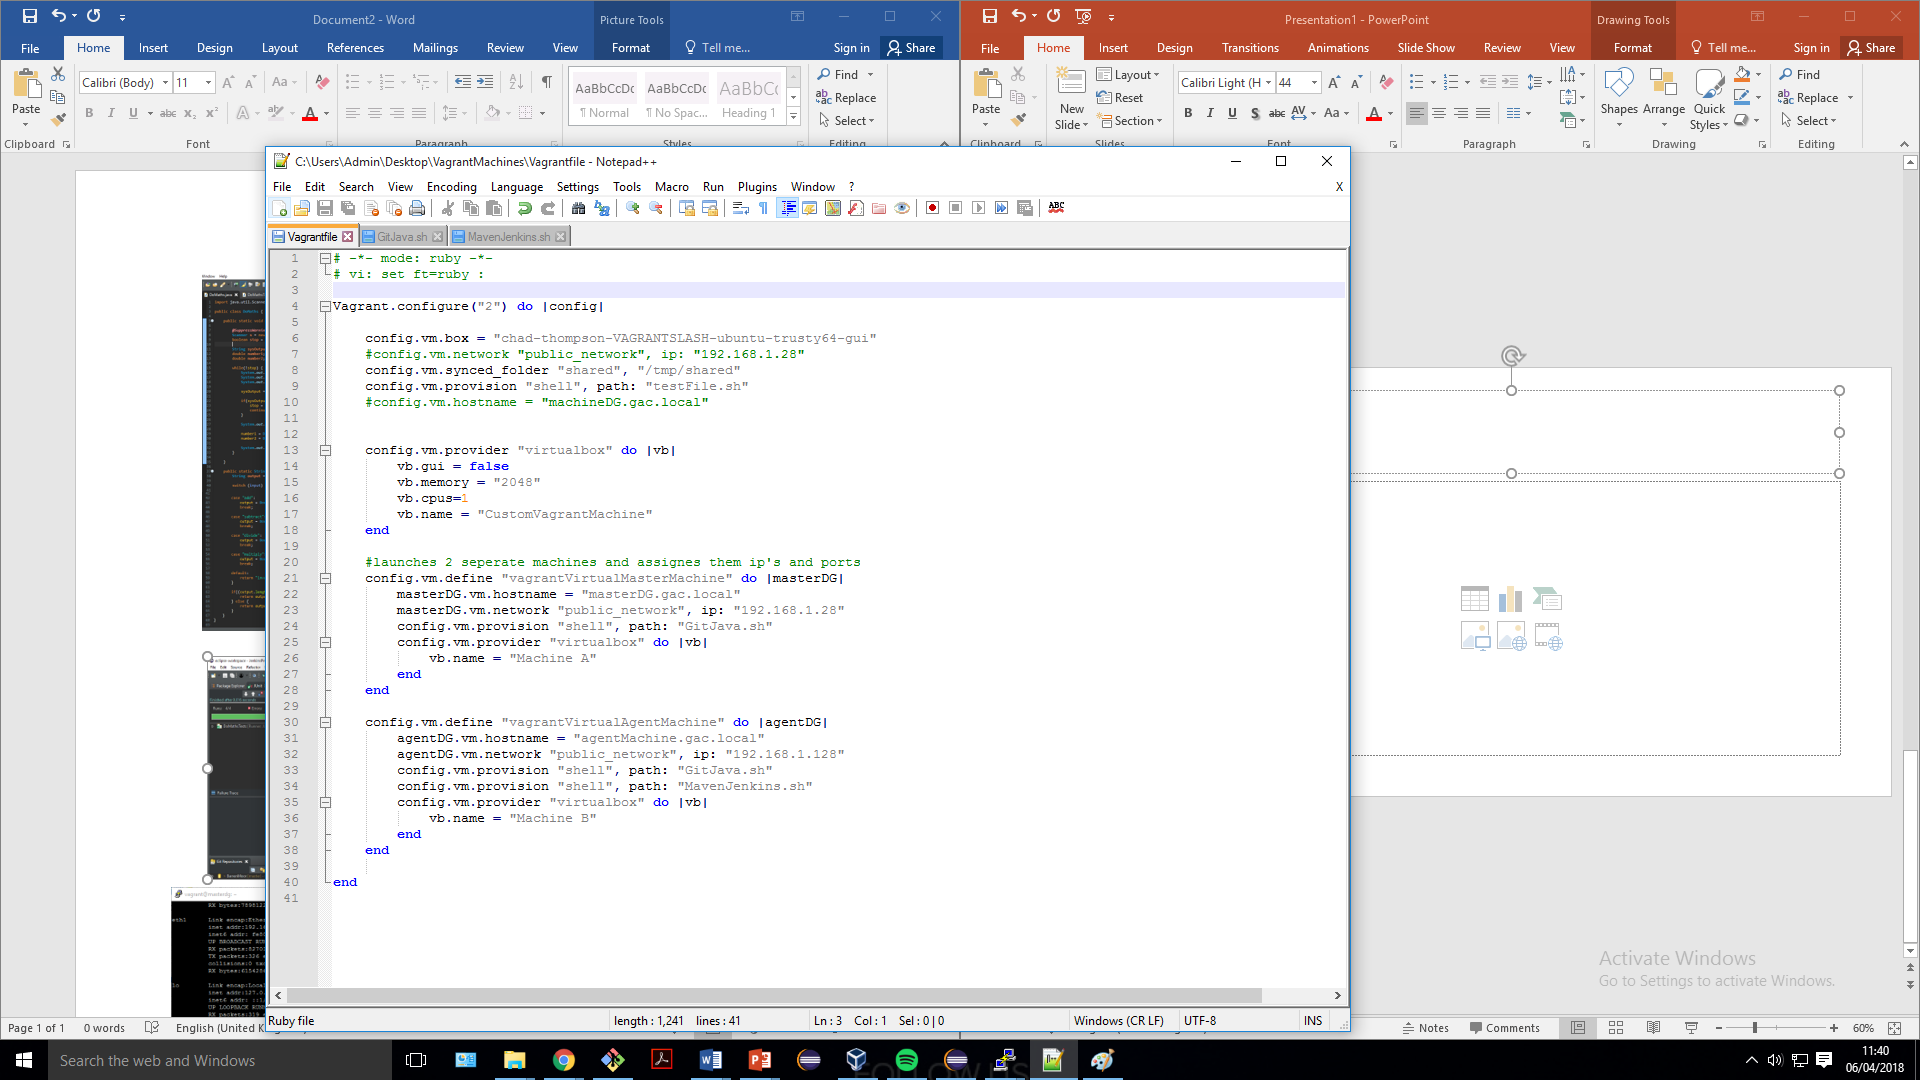 Document2 - Word
Picture Tools
File Home Insert Design Layout References Mailings Review View Format Tell me... Sign in Share
Paste
Calibri (Body) 11
Find
Replace
Select
AaBbCcDc AaBbCcDc AaBbCc
¶ Normal ¶ No Spac... Heading 1
Clipboard Font Paragraph Styles Editing
Presentation1 - PowerPoint
Drawing Tools
File Home Insert Design Transitions Animations Slide Show Review View Format Tell me... Sign in Share
Paste
New Slide
Layout
Reset
Section
Calibri Light (H 44
Shapes Arrange Quick Styles
Find
Replace
Select
Clipboard Slides Font Paragraph Drawing Editing
C:\Users\Admin\Desktop\VagrantMachines\Vagrantfile - Notepad++
File Edit Search View Encoding Language Settings Tools Macro Run Plugins Window ? X
Vagrantfile GitJava.sh MavenJenkins.sh
1 # -*- mode: ruby -*-
2 # vi: set ft=ruby :
3
4 Vagrant.configure("2") do |config|
5
6 config.vm.box = "chad-thompson-VAGRANTSLASH-ubuntu-trusty64-gui"
7 #config.vm.network "public_network", ip: "192.168.1.28"
8 config.vm.synced_folder "shared", "/tmp/shared"
9 config.vm.provision "shell", path: "testFile.sh"
10 #config.vm.hostname = "machineDG.gac.local"
11
12
13 config.vm.provider "virtualbox" do |vb|
14 vb.gui = false
15 vb.memory = "2048"
16 vb.cpus=1
17 vb.name = "CustomVagrantMachine"
18 end
19
20 #launches 2 seperate machines and assignes them ip's and ports
21 config.vm.define "vagrantVirtualMasterMachine" do |masterDG|
22 masterDG.vm.hostname = "masterDG.gac.local"
23 masterDG.vm.network "public_network", ip: "192.168.1.28"
24 config.vm.provision "shell", path: "GitJava.sh"
25 config.vm.provider "virtualbox" do |vb|
26 vb.name = "Machine A"
27 end
28 end
29
30 config.vm.define "vagrantVirtualAgentMachine" do |agentDG|
31 agentDG.vm.hostname = "agentMachine.gac.local"
32 agentDG.vm.network "public_network", ip: "192.168.1.128"
33 config.vm.provision "shell", path: "GitJava.sh"
34 config.vm.provision "shell", path: "MavenJenkins.sh"
35 config.vm.provider "virtualbox" do |vb|
36 vb.name = "Machine B"
37 end
38 end
39
40 end
41
Ruby file length : 1,241 lines : 41 Ln : 3 Col : 1 Sel : 0 | 0 Windows (CR LF) UTF-8 INS
Activate Windows
Go to Settings to activate Windows.
Page 1 of 1 0 words English (United
Notes Comments 60%
Search the web and Windows
11:40
06/04/2018